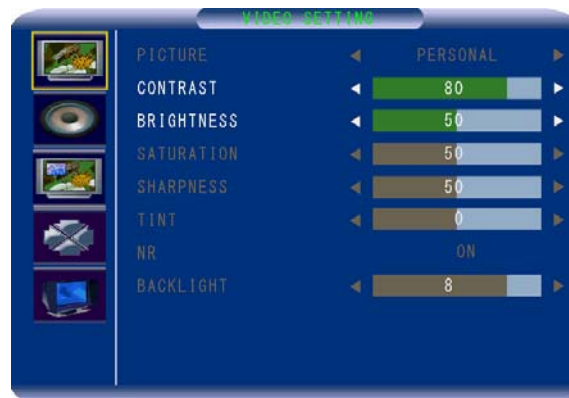 VIDEO SETTING
PICTURE PERSONAL
CONTRAST 80
BRIGHTNESS 50
SATURATION 50
SHARPNESS 50
TINT 0
NR ON
BACKLIGHT 8